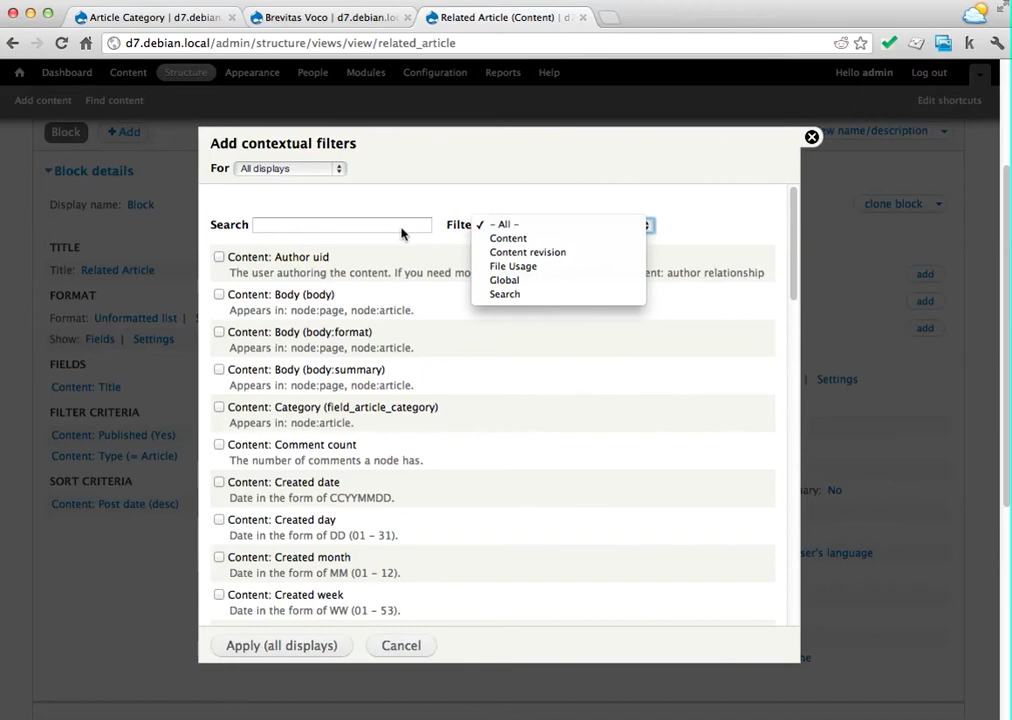 Article Category | d7.debian
Brevitas Voco | d7.debian.lo
Related Article (Content) | d
d7.debian.local/admin/structure/views/view/related_article
Dashboard Content Structure Appearance People Modules Configuration Reports Help Hello admin Log out
Add content Find content Edit shortcuts
Block + Add name/description
Block details
Display name: Block clone block
TITLE
Title: Related Article add
FORMAT
Format: Unformatted list | add
Show: Fields | Settings add
FIELDS
Content: Title | Settings
FILTER CRITERIA
Content: Published (Yes)
Content: Type (= Article)
SORT CRITERIA No
Content: Post date (desc)
language
Add contextual filters
For All displays
Search Filte ✓ - All -
Content
Content revision
File Usage
Global
Search
Content: Author uid
The user authoring the content. If you need mo ent: author relationship
Content: Body (body)
Appears in: node:page, node:article.
Content: Body (body:format)
Appears in: node:page, node:article.
Content: Body (body:summary)
Appears in: node:page, node:article.
Content: Category (field_article_category)
Appears in: node:article.
Content: Comment count
The number of comments a node has.
Content: Created date
Date in the form of CCYYMMDD.
Content: Created day
Date in the form of DD (01 - 31).
Content: Created month
Date in the form of MM (01 - 12).
Content: Created week
Date in the form of WW (01 - 53).
Apply (all displays) Cancel